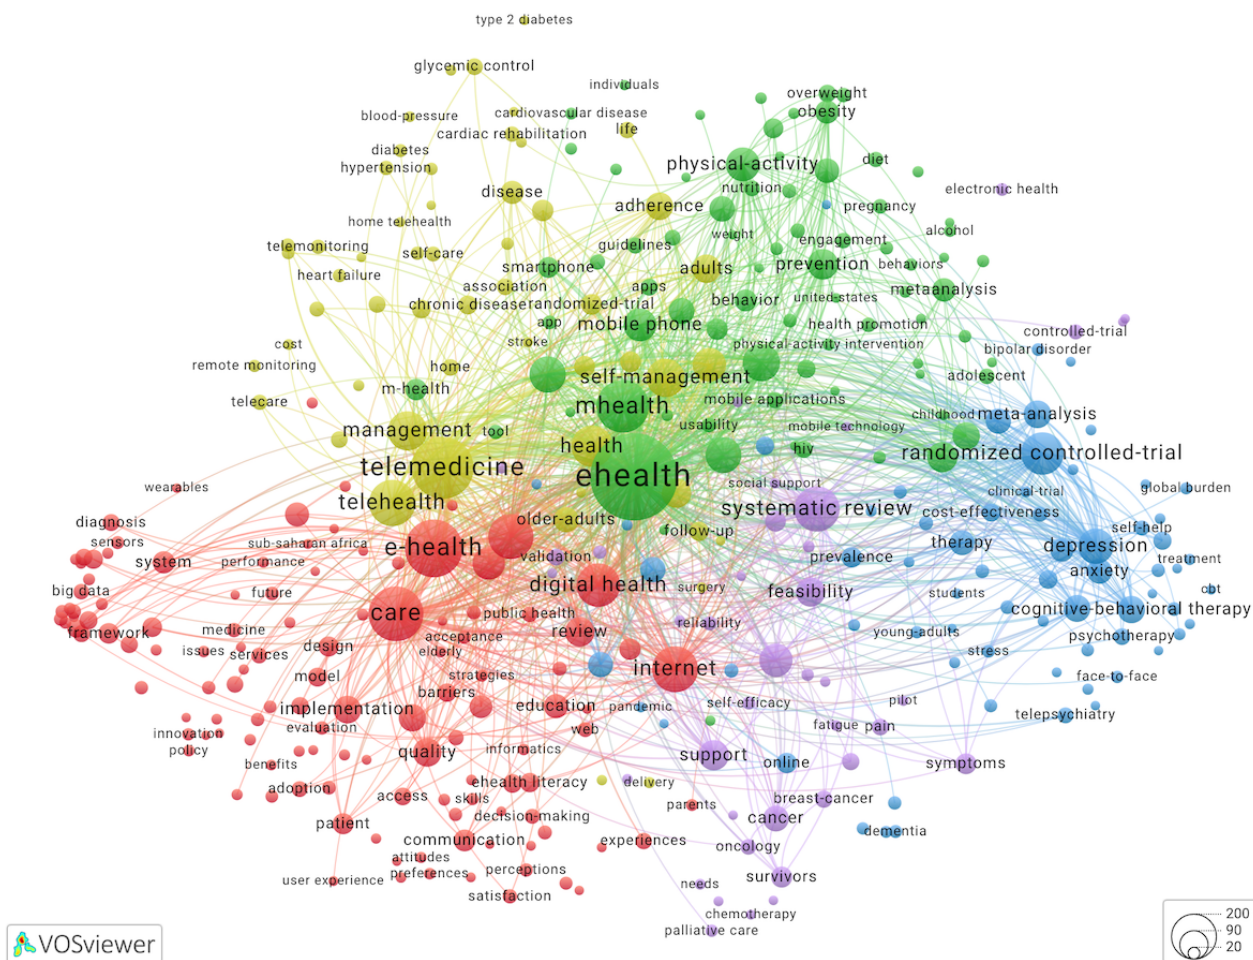 type 2 diabetes
glycemic control
individuals
overweight
obesity
blood-pressure
cardiovascular disease
cardiac rehabilitation
life
diabetes
hypertension
physical-activity
diet
nutrition
disease
electronic health
adherence
pregnancy
home telehealth
weight
alcohol
telemonitoring
self-care
guidelines
engagement
heart failure
smartphone
adults
prevention
behaviors
association
apps
metaanalysis
chronic disease
randomized-trial
behavior
united-states
app
mobile phone
health promotion
controlled-trial
cost
stroke
physical-activity intervention
bipolar disorder
remote monitoring
home
self-management
adolescent
m-health
telecare
mhealth
mobile applications
childhood
meta-analysis
management
tool
usability
mobile technology
health
hiv
randomized controlled-trial
telemedicine
ehealth
wearables
social support
clinical-trial
global burden
telehealth
systematic review
cost-effectiveness
diagnosis
older-adults
follow-up
self-help
sensors
sub-saharan africa
e-health
therapy
depression
system
performance
validation
prevalence
treatment
anxiety
big data
future
digital health
surgery
feasibility
students
cbt
care
public health
cognitive-behavioral therapy
framework
medicine
acceptance
review
reliability
young-adults
psychotherapy
issues
services
design
elderly
stress
model
strategies
internet
face-to-face
barriers
implementation
education
pandemic
self-efficacy
pilot
telepsychiatry
innovation
evaluation
web
fatigue
pain
policy
quality
informatics
support
online
symptoms
benefits
adoption
ehealth literacy
delivery
access
skills
parents
breast-cancer
patient
decision-making
cancer
dementia
communication
experiences
oncology
attitudes
preferences
perceptions
survivors
user experience
satisfaction
needs
chemotherapy
palliative care
VOSviewer
200
90
20